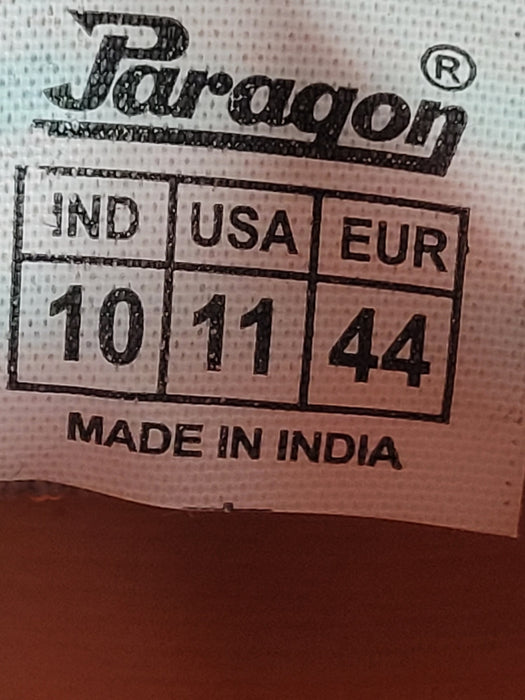 Paragon ®
IND USA EUR
10 11 44
MADE IN INDIA